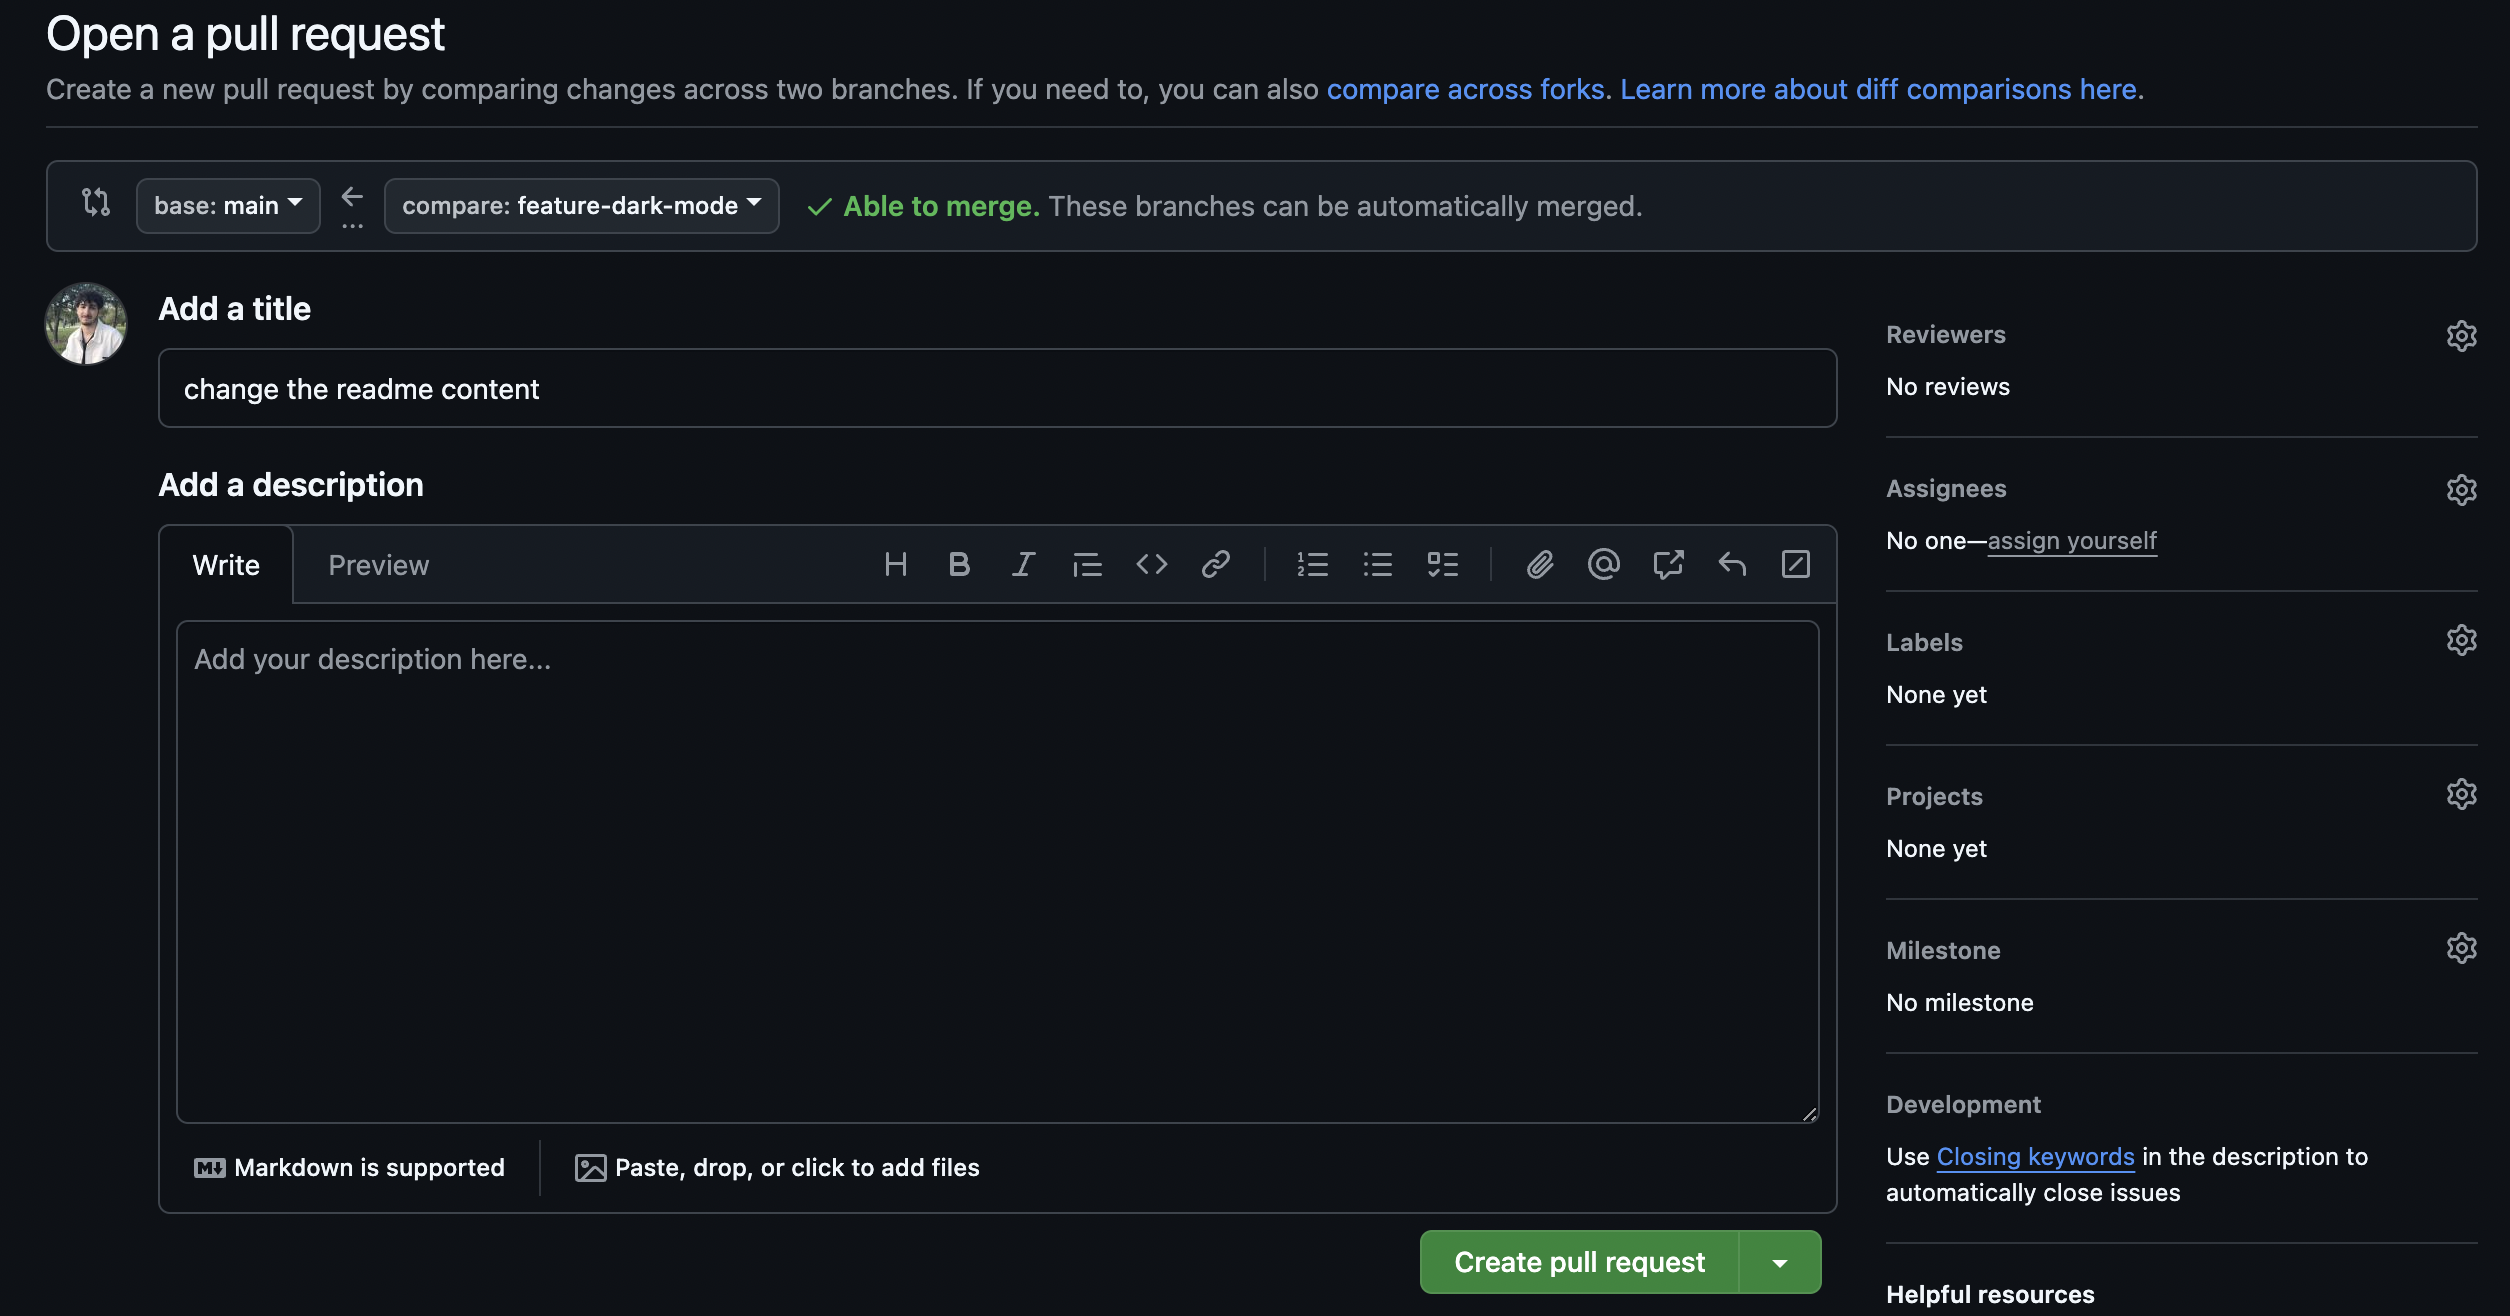 Open a pull request
Create a new pull request by comparing changes across two branches. If you need to, you can also compare across forks. Learn more about diff comparisons here.
base: main
compare: feature-dark-mode
Able to merge. These branches can be automatically merged.
Add a title
change the readme content
Add a description
Write
Preview
Add your description here...
Markdown is supported
Paste, drop, or click to add files
Create pull request
Reviewers
No reviews
Assignees
No one—assign yourself
Labels
None yet
Projects
None yet
Milestone
No milestone
Development
Use Closing keywords in the description to
automatically close issues
Helpful resources